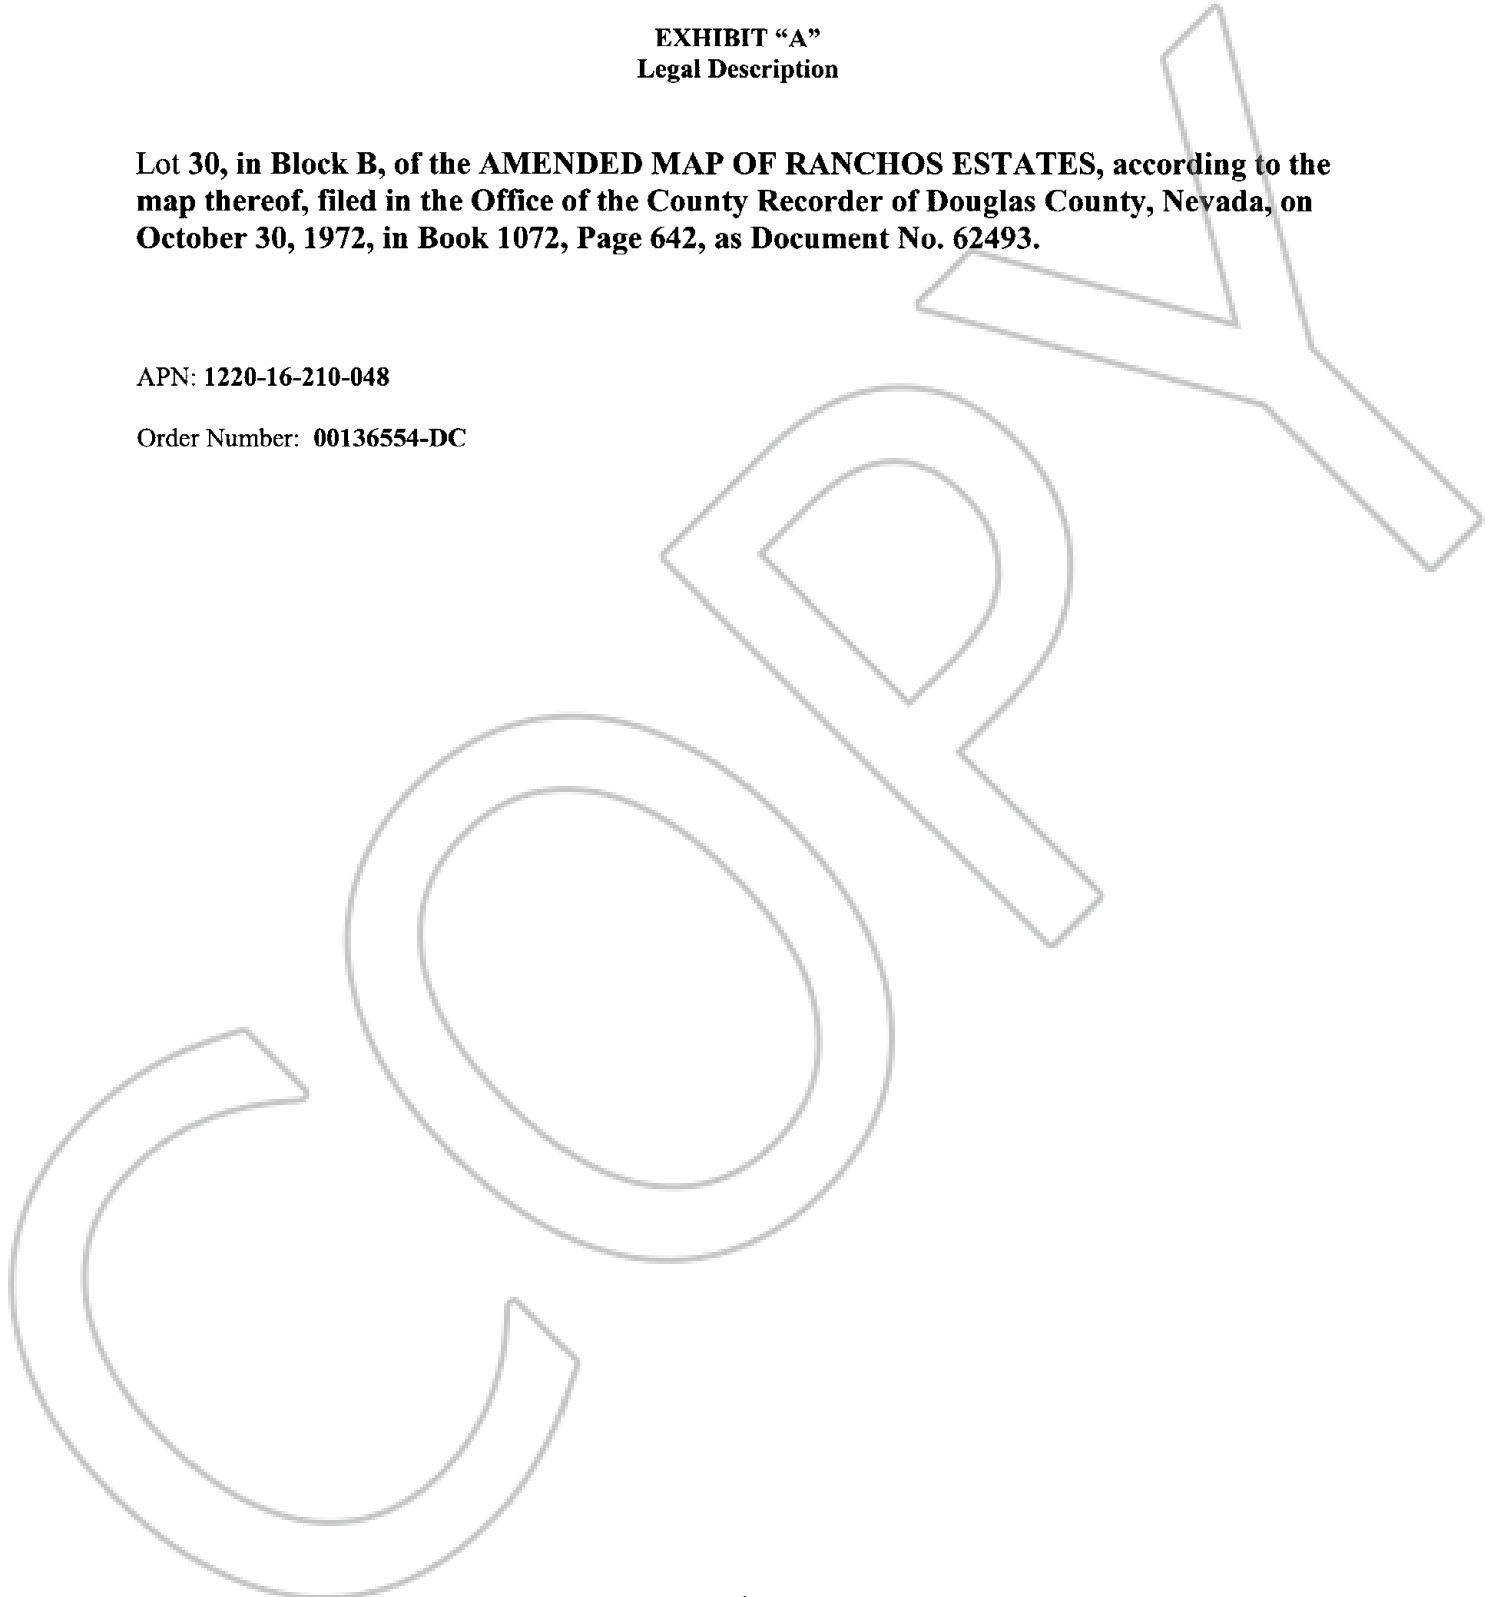 EXHIBIT “A”
Legal Description
Lot 30, in Block B, of the AMENDED MAP OF RANCHOS ESTATES, according to the
map thereof, filed in the Office of the County Recorder of Douglas County, Nevada, on
October 30, 1972, in Book 1072, Page 642, as Document No. 62493.
APN: 1220-16-210-048
Order Number: 00136554-DC
COPY